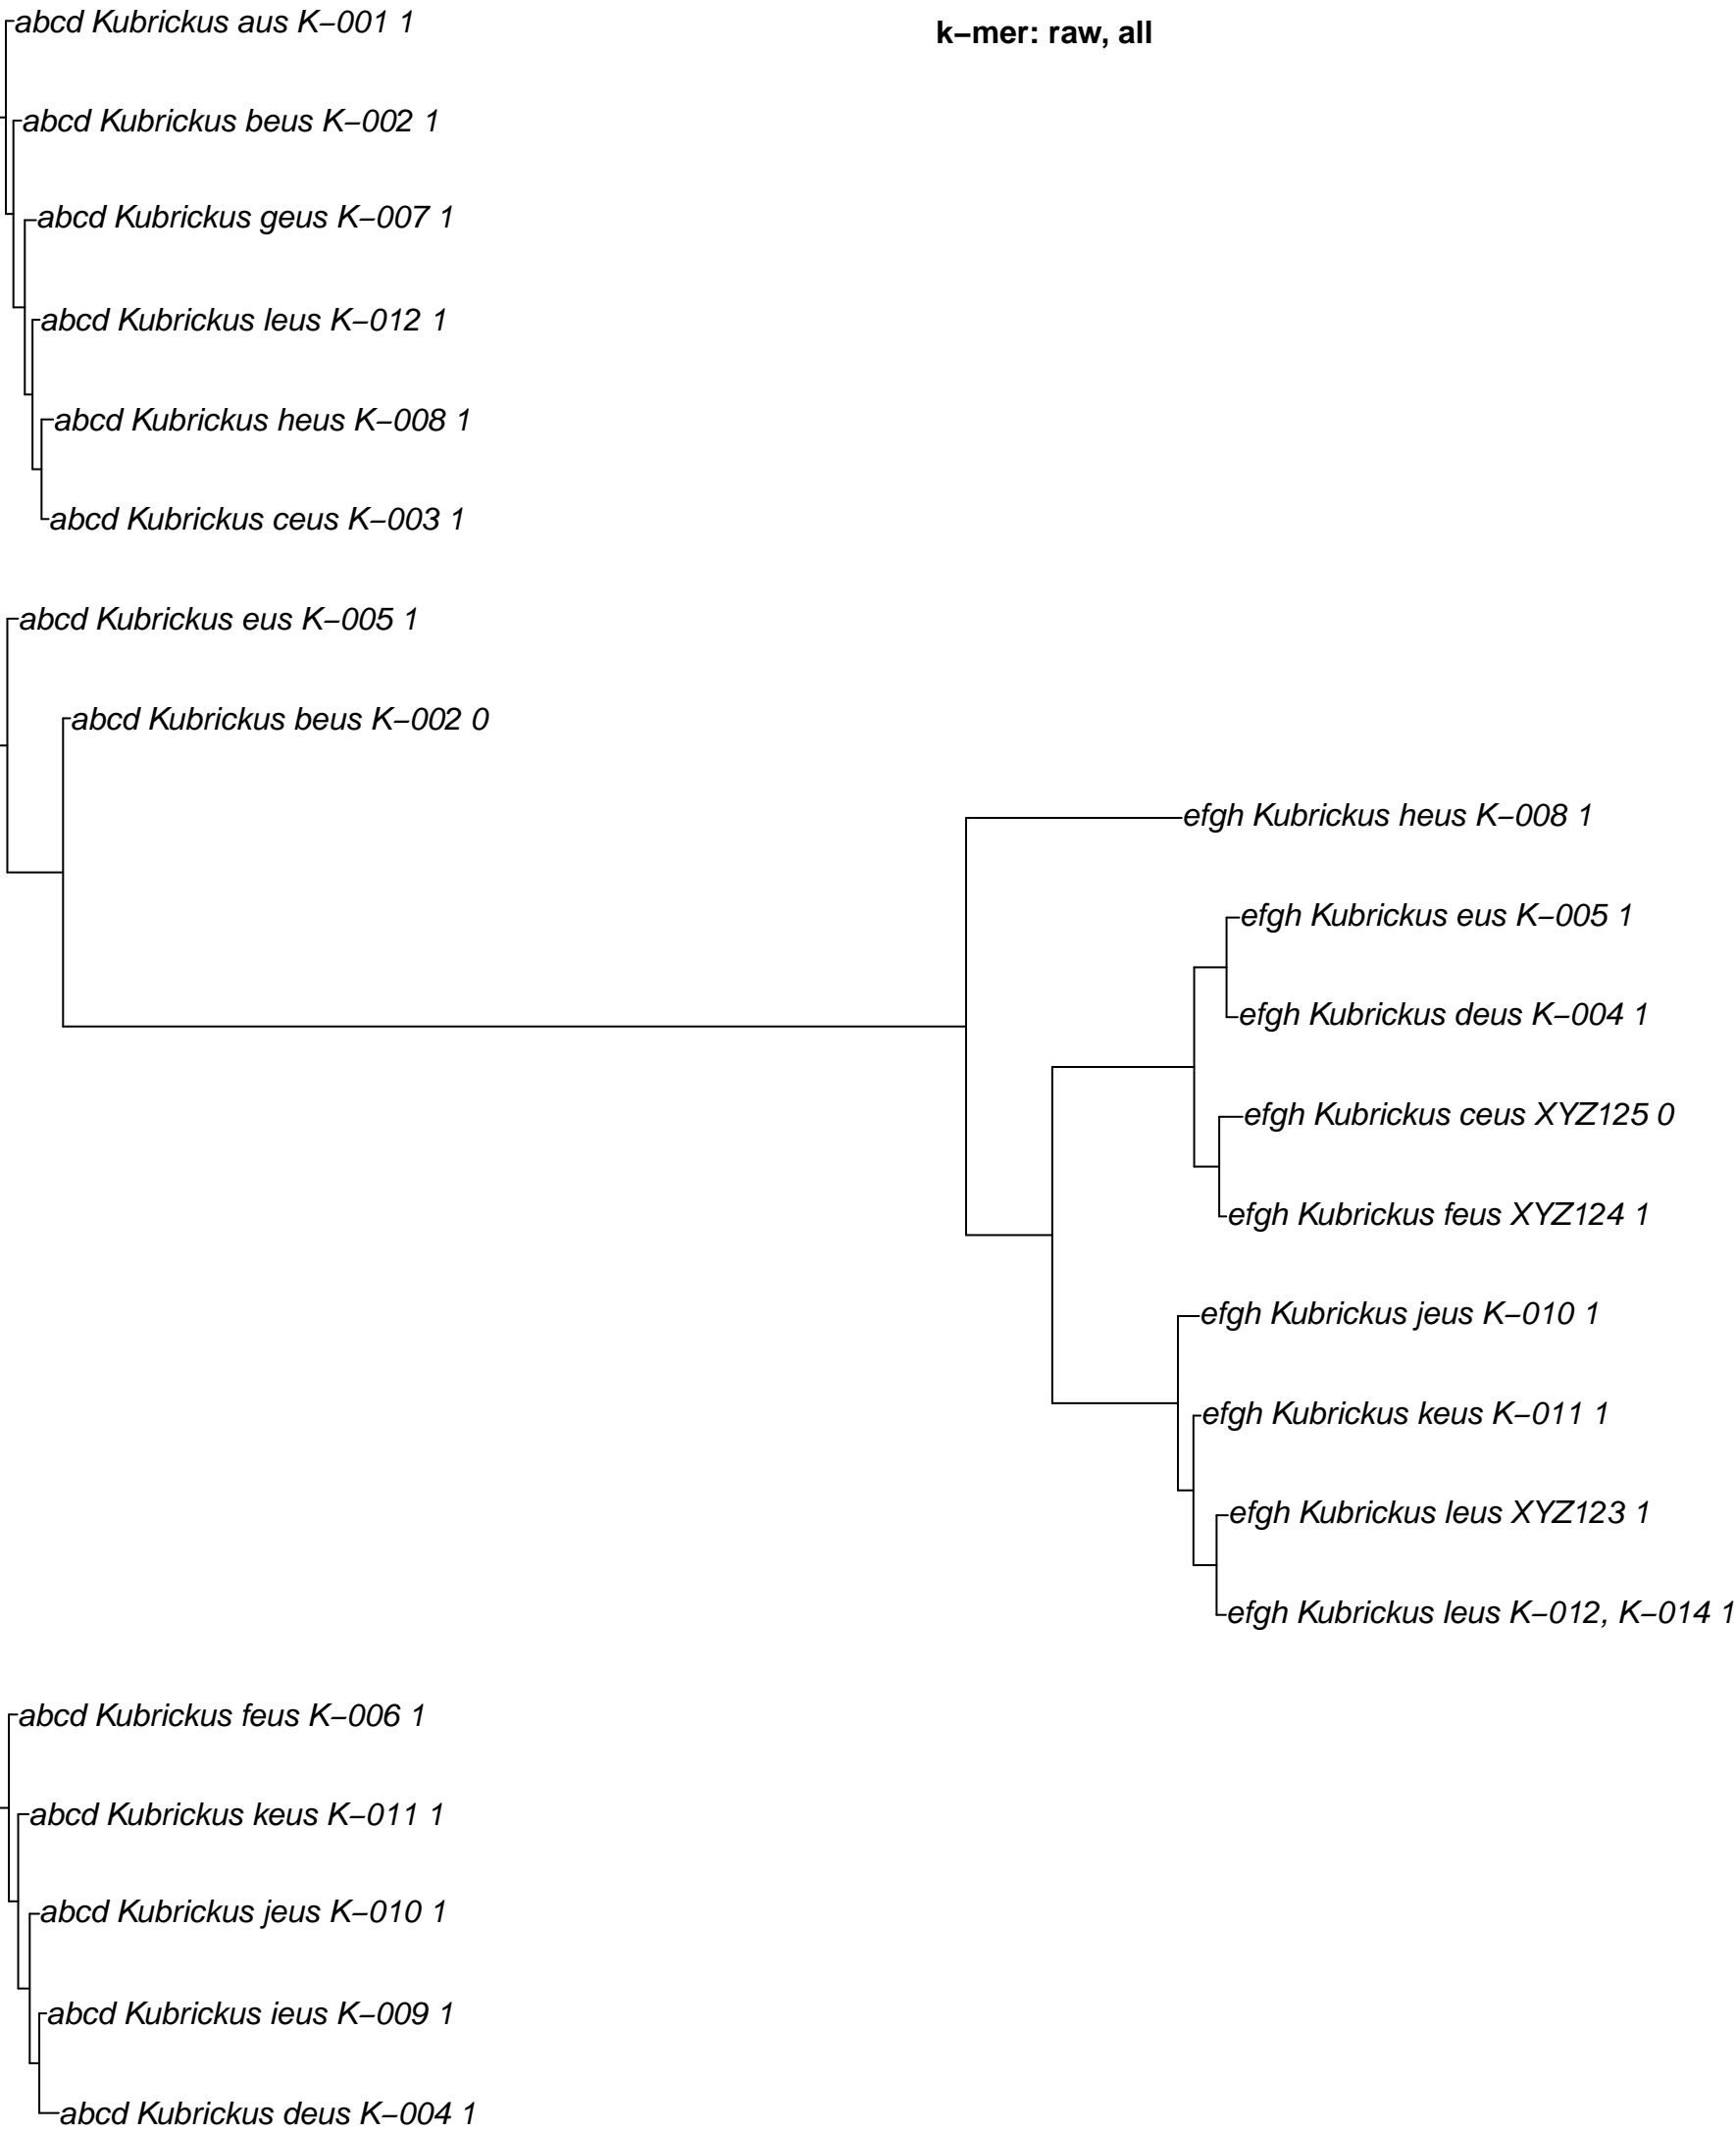 abcd Kubrickus aus K−001 1
k−mer: raw, all
abcd Kubrickus beus K−002 1
abcd Kubrickus geus K−007 1
abcd Kubrickus leus K−012 1
abcd Kubrickus heus K−008 1
abcd Kubrickus ceus K−003 1
abcd Kubrickus eus K−005 1
abcd Kubrickus beus K−002 0
efgh Kubrickus heus K−008 1
efgh Kubrickus eus K−005 1
efgh Kubrickus deus K−004 1
efgh Kubrickus ceus XYZ125 0
efgh Kubrickus feus XYZ124 1
efgh Kubrickus jeus K−010 1
efgh Kubrickus keus K−011 1
efgh Kubrickus leus XYZ123 1
efgh Kubrickus leus K−012, K−014 1
abcd Kubrickus feus K−006 1
abcd Kubrickus keus K−011 1
abcd Kubrickus jeus K−010 1
abcd Kubrickus ieus K−009 1
abcd Kubrickus deus K−004 1